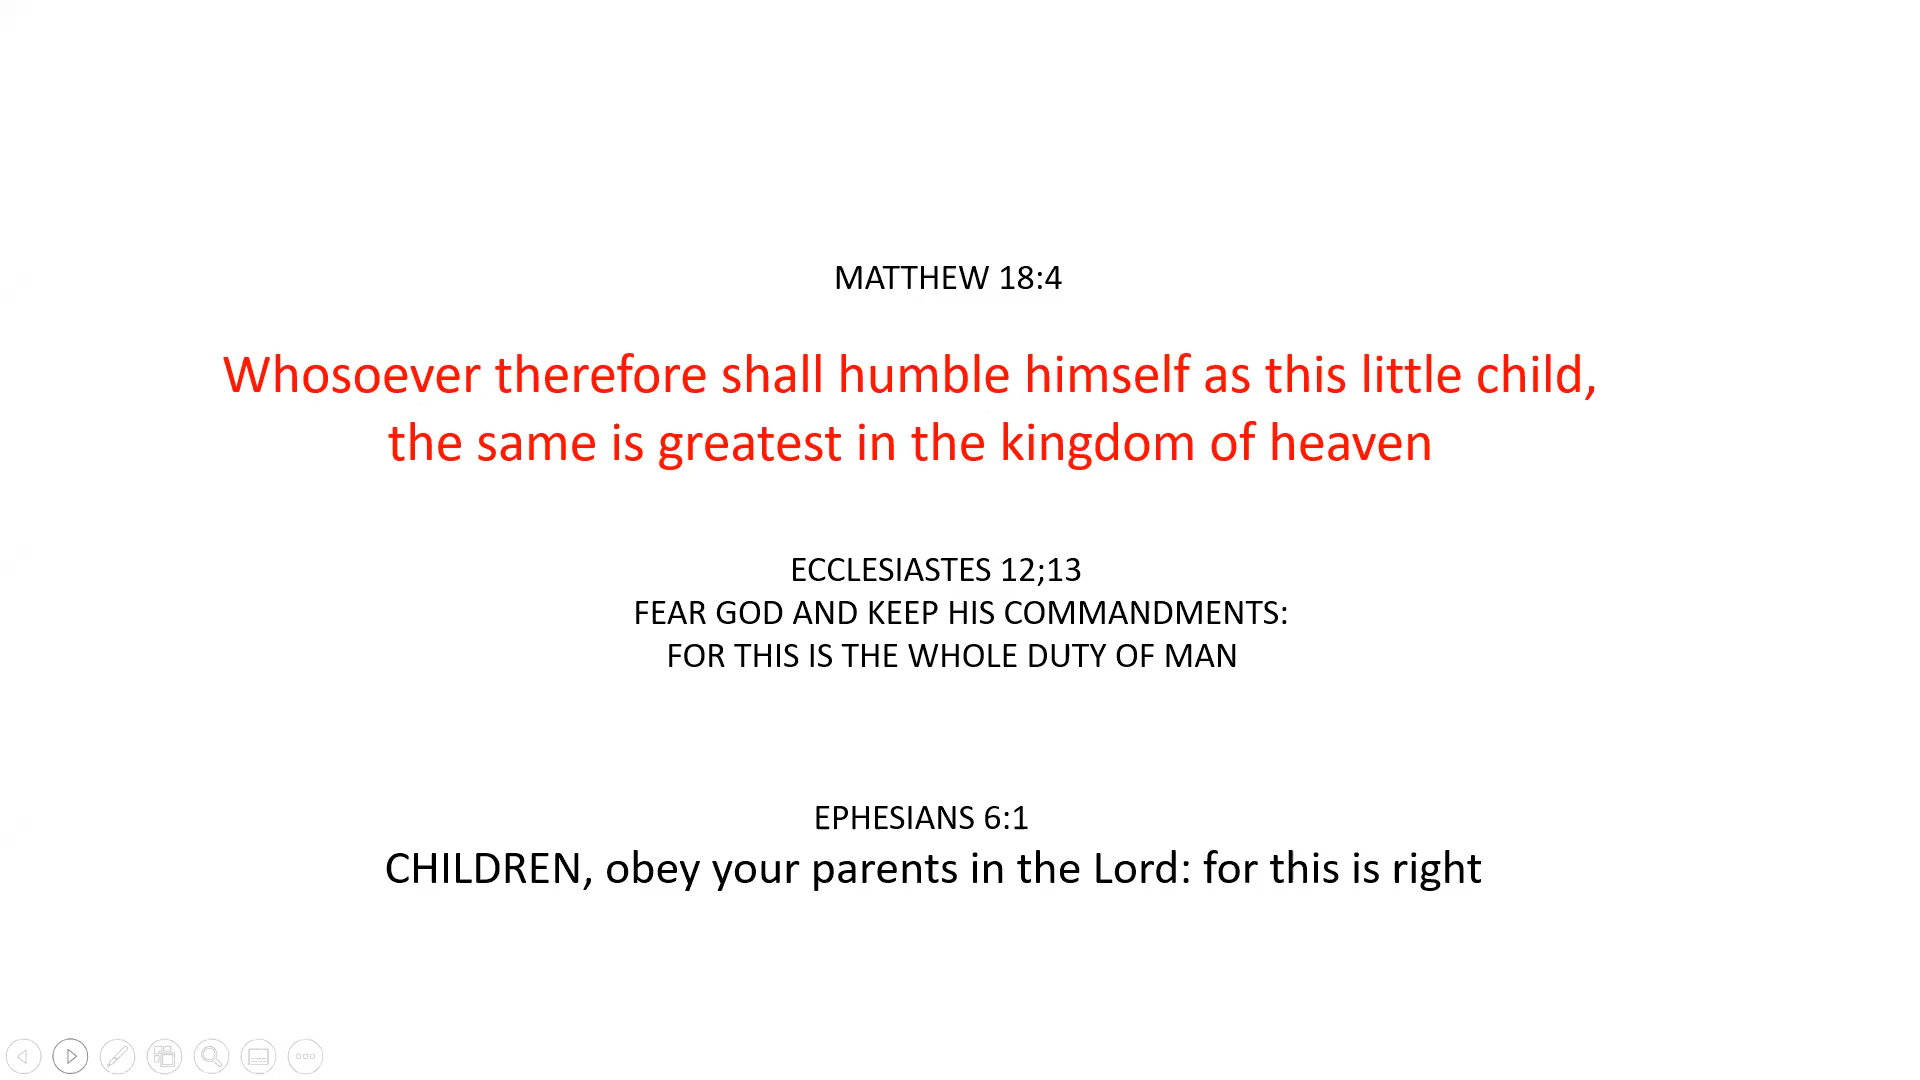 MATTHEW 18:4
Whosoever therefore shall humble himself as this little child,
the same is greatest in the kingdom of heaven
ECCLESIASTES 12;13
FEAR GOD AND KEEP HIS COMMANDMENTS:
FOR THIS IS THE WHOLE DUTY OF MAN
EPHESIANS 6:1
CHILDREN, obey your parents in the Lord: for this is right